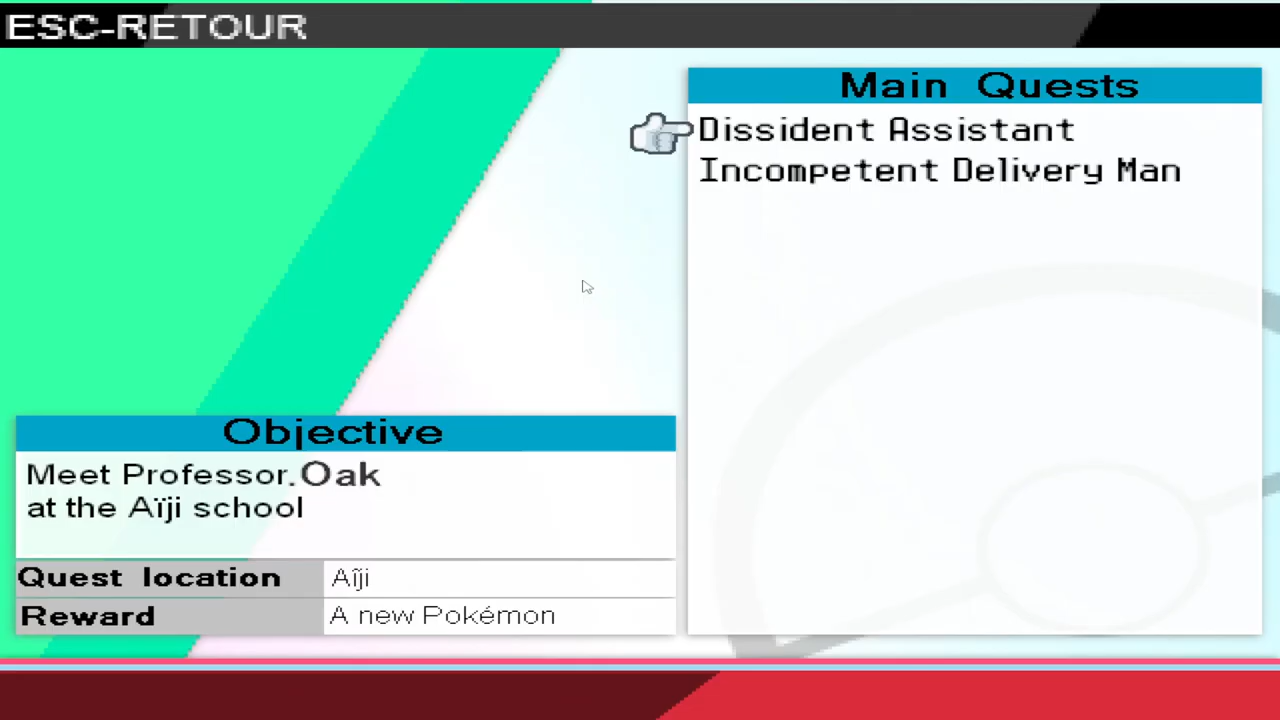 ESC-RETOUR
Main Quests
Dissident Assistant
Incompetent Delivery Man
Objective
Meet Professor.Oak
at the Aïji school
Quest location Aïji
Reward A new Pokémon